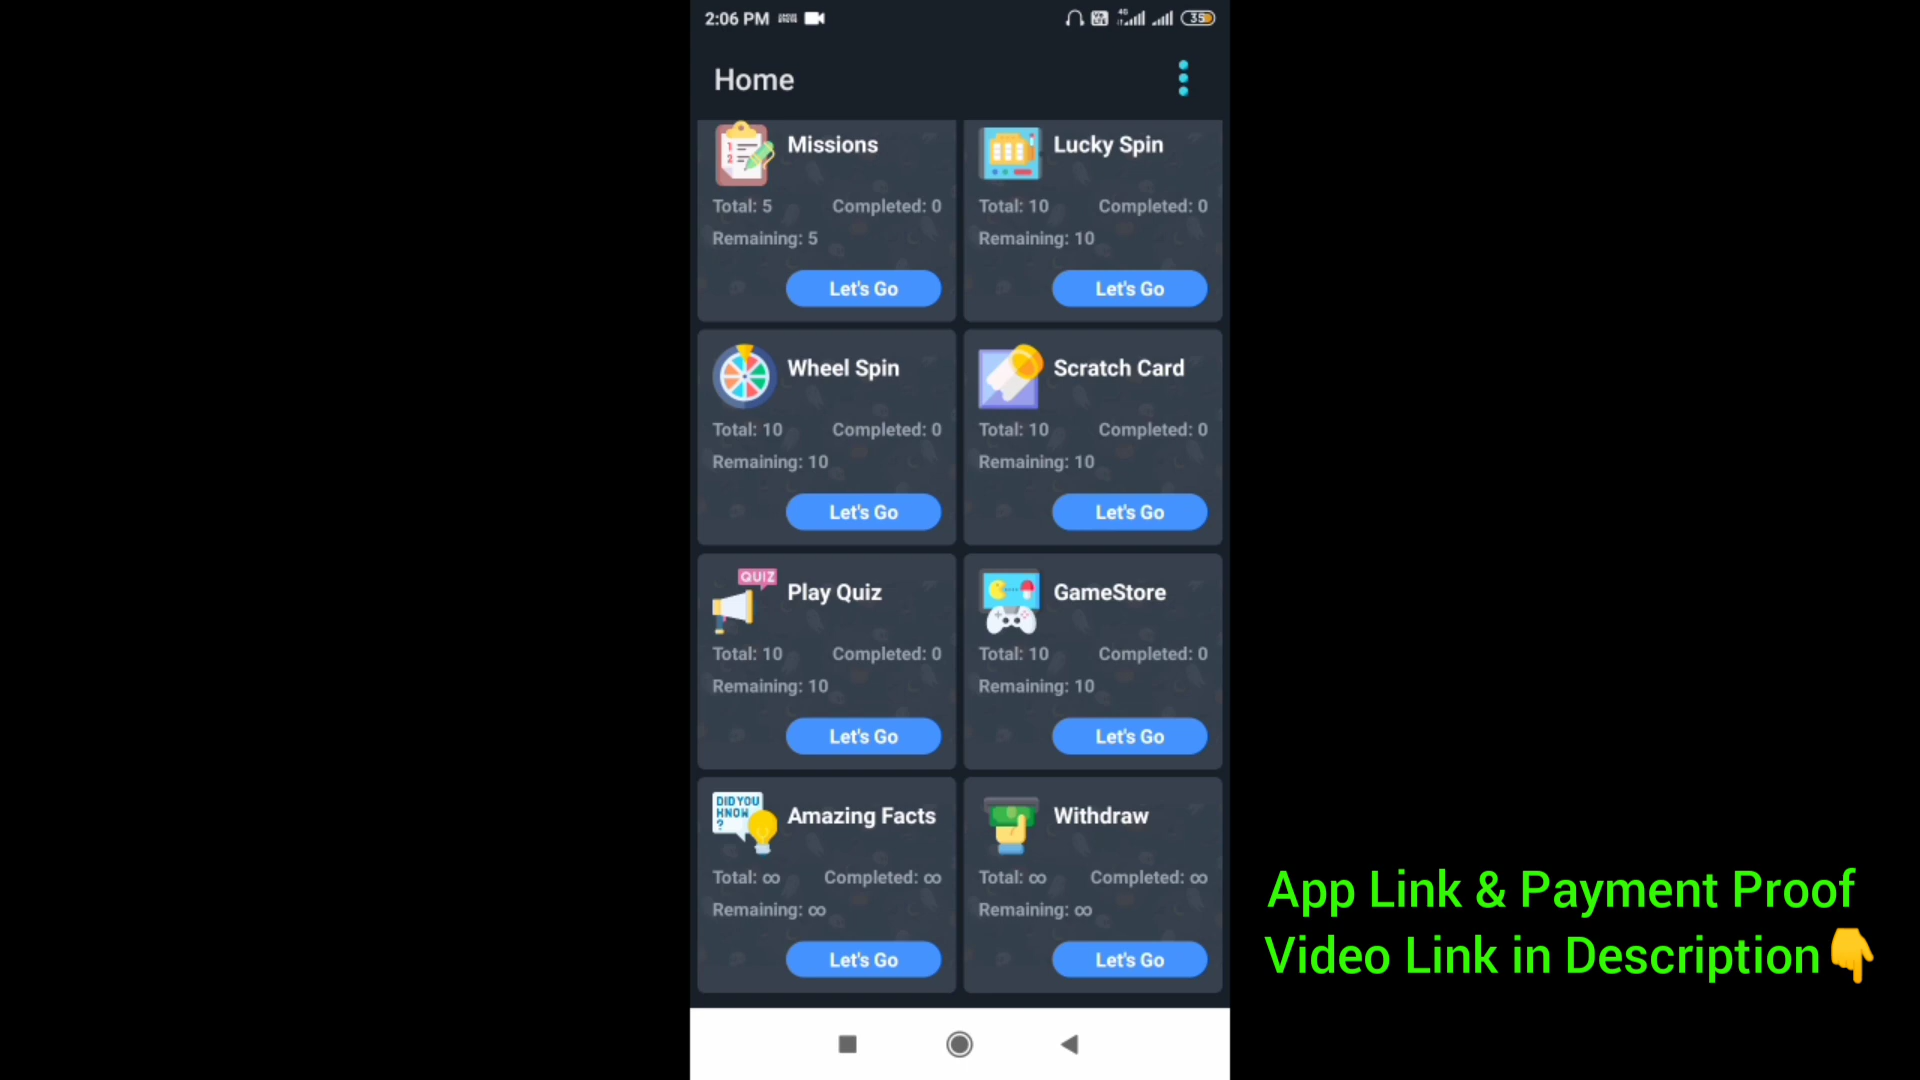 2:06 PM
4G
35
Home
Missions
Total: 5 Completed: 0
Remaining: 5
Let's Go
Lucky Spin
Total: 10 Completed: 0
Remaining: 10
Let's Go
Wheel Spin
Total: 10 Completed: 0
Remaining: 10
Let's Go
Scratch Card
Total: 10 Completed: 0
Remaining: 10
Let's Go
QUIZ
Play Quiz
Total: 10 Completed: 0
Remaining: 10
Let's Go
GameStore
Total: 10 Completed: 0
Remaining: 10
Let's Go
DID YOU
KNOW
?
Amazing Facts
Total: ∞ Completed: ∞
Remaining: ∞
Let's Go
Withdraw
Total: ∞ Completed: ∞
Remaining: ∞
Let's Go
App Link & Payment Proof
Video Link in Description👇